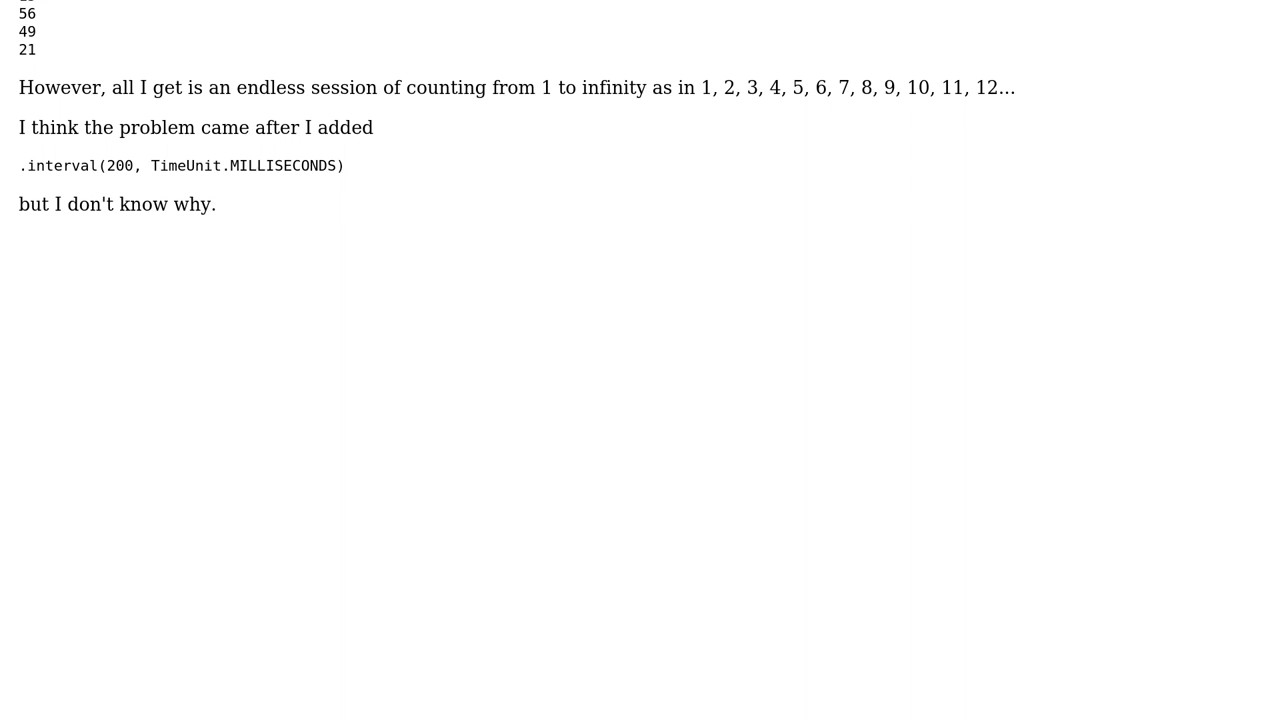 56
49
21
However, all I get is an endless session of counting from 1 to infinity as in 1, 2, 3, 4, 5, 6, 7, 8, 9, 10, 11, 12...
I think the problem came after I added
.interval(200, TimeUnit.MILLISECONDS)
but I don't know why.